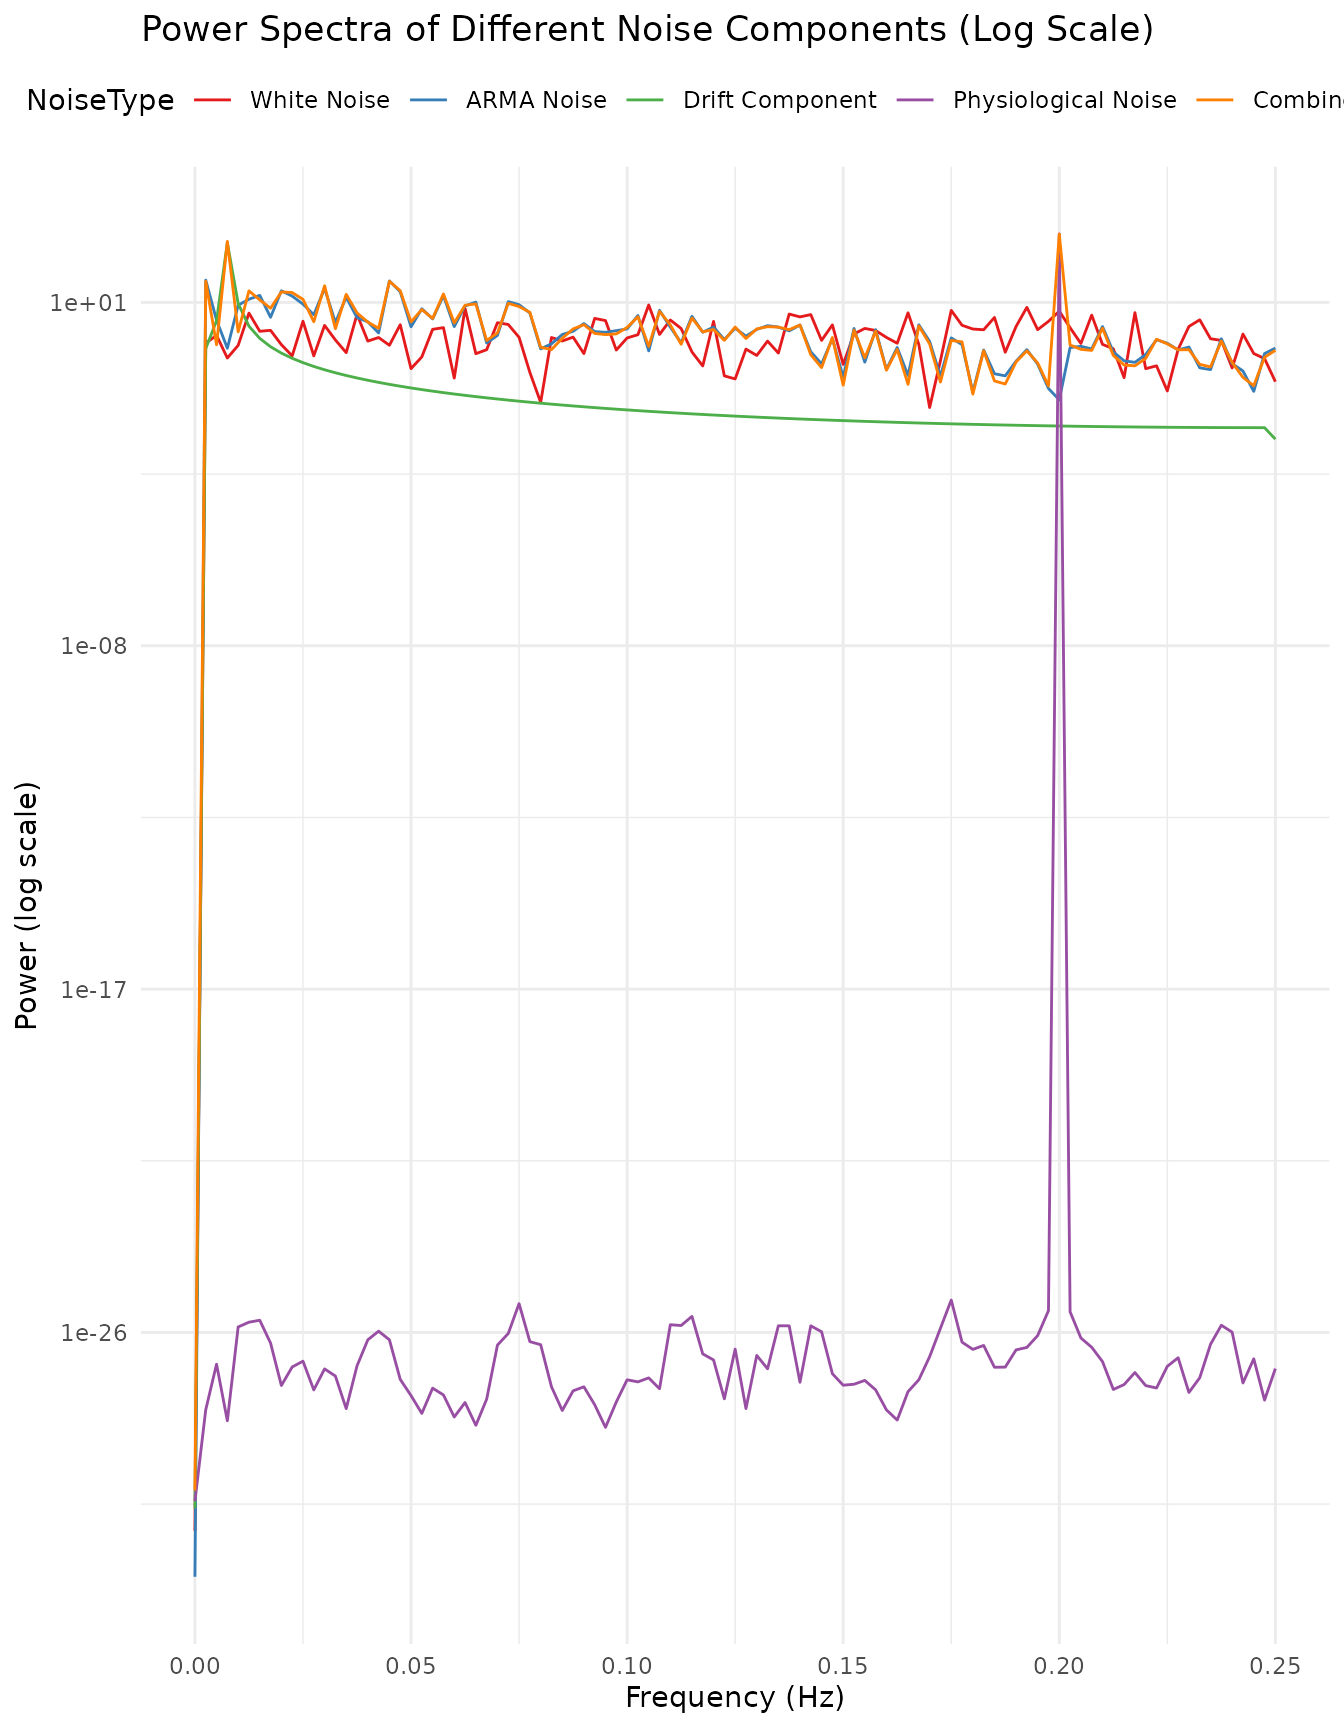 Power Spectra of Different Noise Components (Log Scale)
NoiseType White Noise ARMA Noise Drift Component Physiological Noise Combin
1e+01
1e-08
1e-17
1e-26
Power (log scale)
0.00 0.05 0.10 0.15 0.20 0.25
Frequency (Hz)